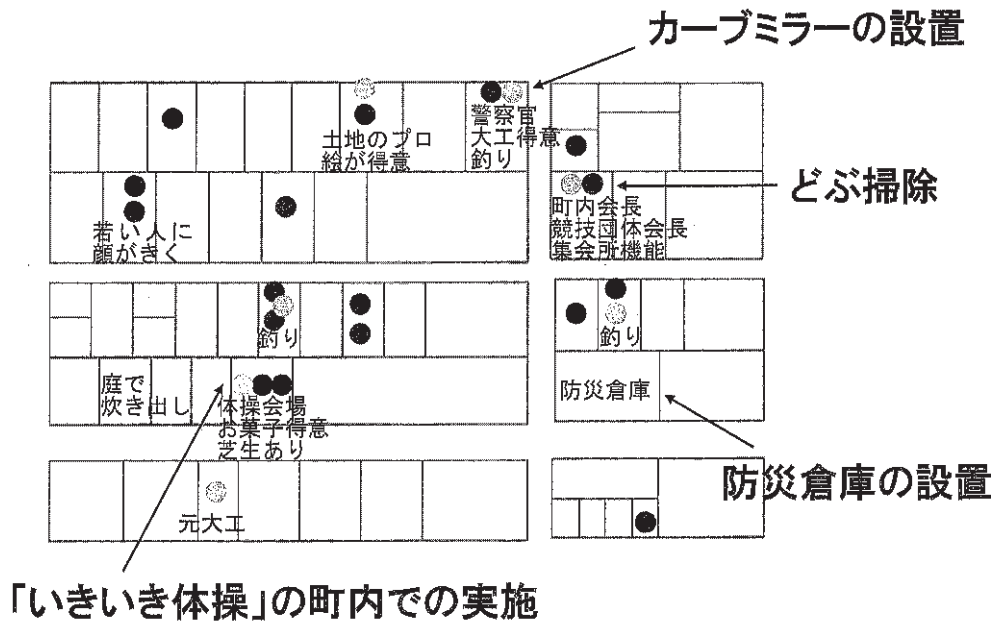 カーブミラーの設置
土地のプロ
絵が得意
警察官
大工得意
釣り
どぶ掃除
町内会長
競技団体会長
集会所機能
若い人に
顔がきく
釣り
釣り
庭で
炊き出し
体操会場
お菓子得意
芝生あり
防災倉庫
防災倉庫の設置
元大工
「いきいき体操」の町内での実施